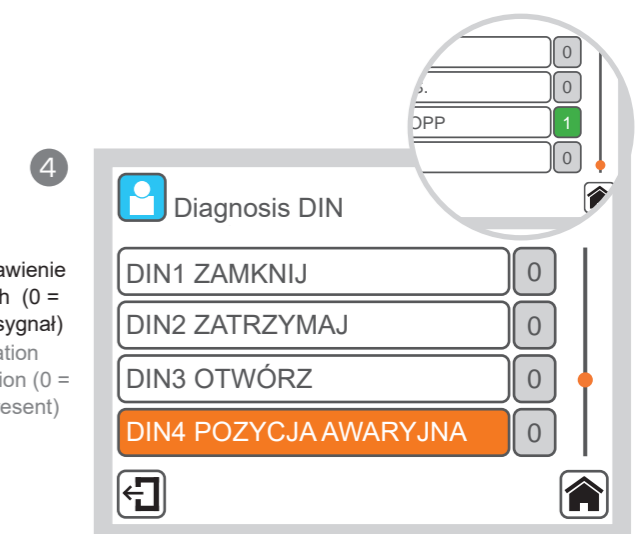 0
0
OPP 1
0
4
Diagnosis DIN
DIN1 ZAMKNIJ 0
DIN2 ZATRZYMAJ 0
DIN3 OTWÓRZ 0
DIN4 POZYCJA AWARYJNA 0
awienie
h (0 =
sygnał)
ation
ion (0 =
esent)